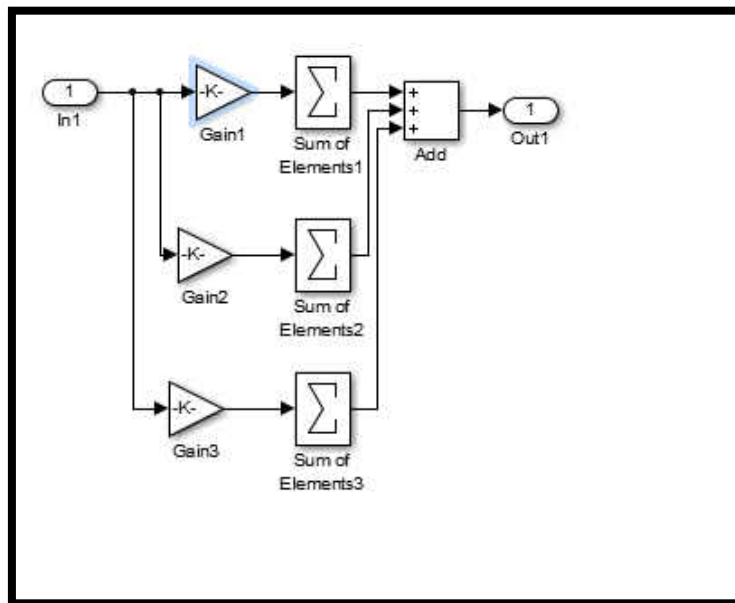 1
In1
-K-
Gain1
Sum of
Elements1
+
+
+
Add
1
Out1
-K-
Gain2
Sum of
Elements2
-K-
Gain3
Sum of
Elements3